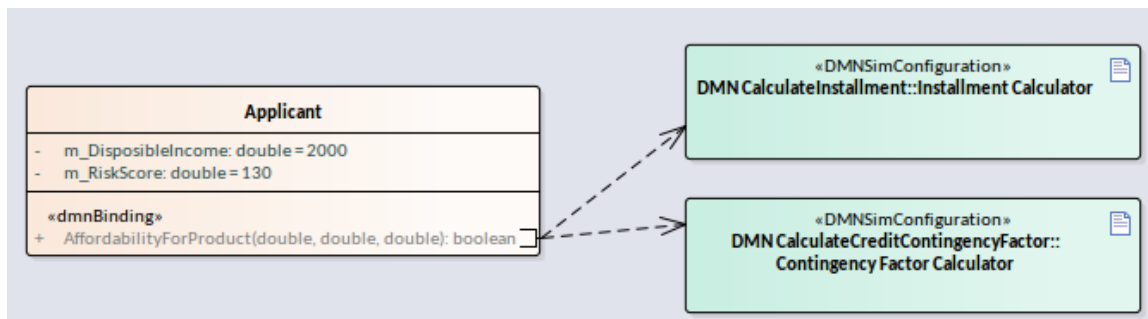 Applicant
- m_DisposibleIncome: double = 2000
- m_RiskScore: double = 130
«dmnBinding»
+ AffordabilityForProduct(double, double, double): boolean
«DMNSimConfiguration»
DMN CalculateInstallment::Installment Calculator
«DMNSimConfiguration»
DMN CalculateCreditContingencyFactor::
Contingency Factor Calculator